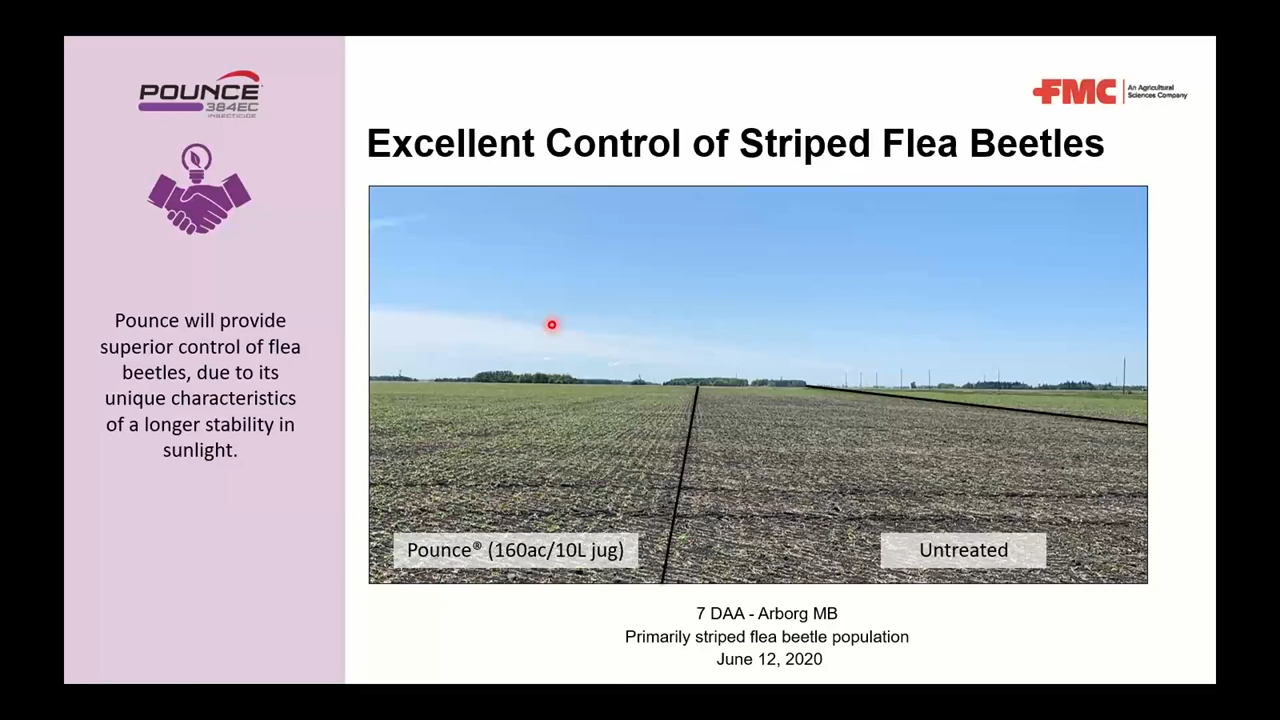 POUNCE
384EC
INSECTICIDE
FMC
An Agricultural
Sciences Company
Excellent Control of Striped Flea Beetles
Pounce will provide
superior control of flea
beetles, due to its
unique characteristics
of a longer stability in
sunlight.
Pounce® (160ac/10L jug)
Untreated
7 DAA - Arborg MB
Primarily striped flea beetle population
June 12, 2020